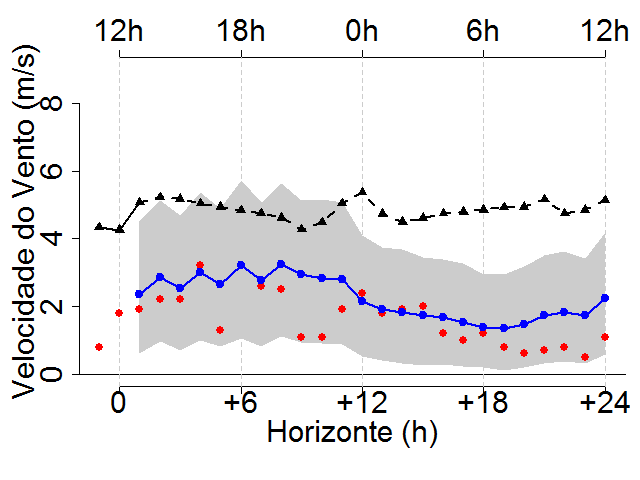 12h 18h 0h 6h 12h
Velocidade do Vento (m/s)
8
6
4
2
0
0 +6 +12 +18 +24
Horizonte (h)